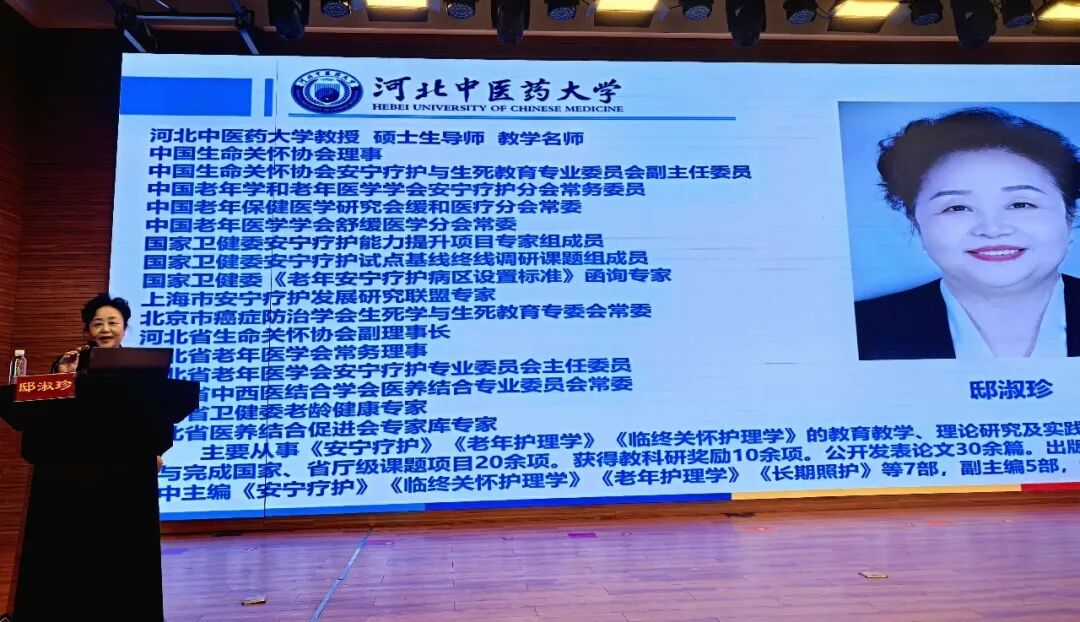 河北中医药大学
HEBEI UNIVERSITY OF CHINESE MEDICINE
河北中医药大学教授 硕士生导师 教学名师
中国生命关怀协会理事
中国生命关怀协会安宁疗护与生死教育专业委员会副主任委员
中国老年学和老年医学学会安宁疗护分会常务委员
中国老年保健医学研究会缓和医疗分会常委
中国老年医学学会舒缓医学分会常委
国家卫健委安宁疗护能力提升项目专家组成员
国家卫健委安宁疗护试点基线终线调研课题组成员
国家卫健委《老年安宁疗护病区设置标准》函询专家
上海市安宁疗护发展研究联盟专家
北京市癌症防治学会生死学与生死教育专委会常委
河北省生命关怀协会副理事长
北省老年医学会常务理事
北省老年医学会安宁疗护专业委员会主任委员
省中西医结合学会医养结合专业委员会常委
省卫健委老龄健康专家
北省医养结合促进会专家库专家
主要从事《安宁疗护》《老年护理学》《临终关怀护理学》的教育教学、理论研究及实践
与完成国家、省厅级课题项目20余项。获得教科研奖励10余项。公开发表论文30余篇。出版
中主编《安宁疗护》《临终关怀护理学》《老年护理学》《长期照护》等7部，副主编5部，
邸淑珍
邸淑珍